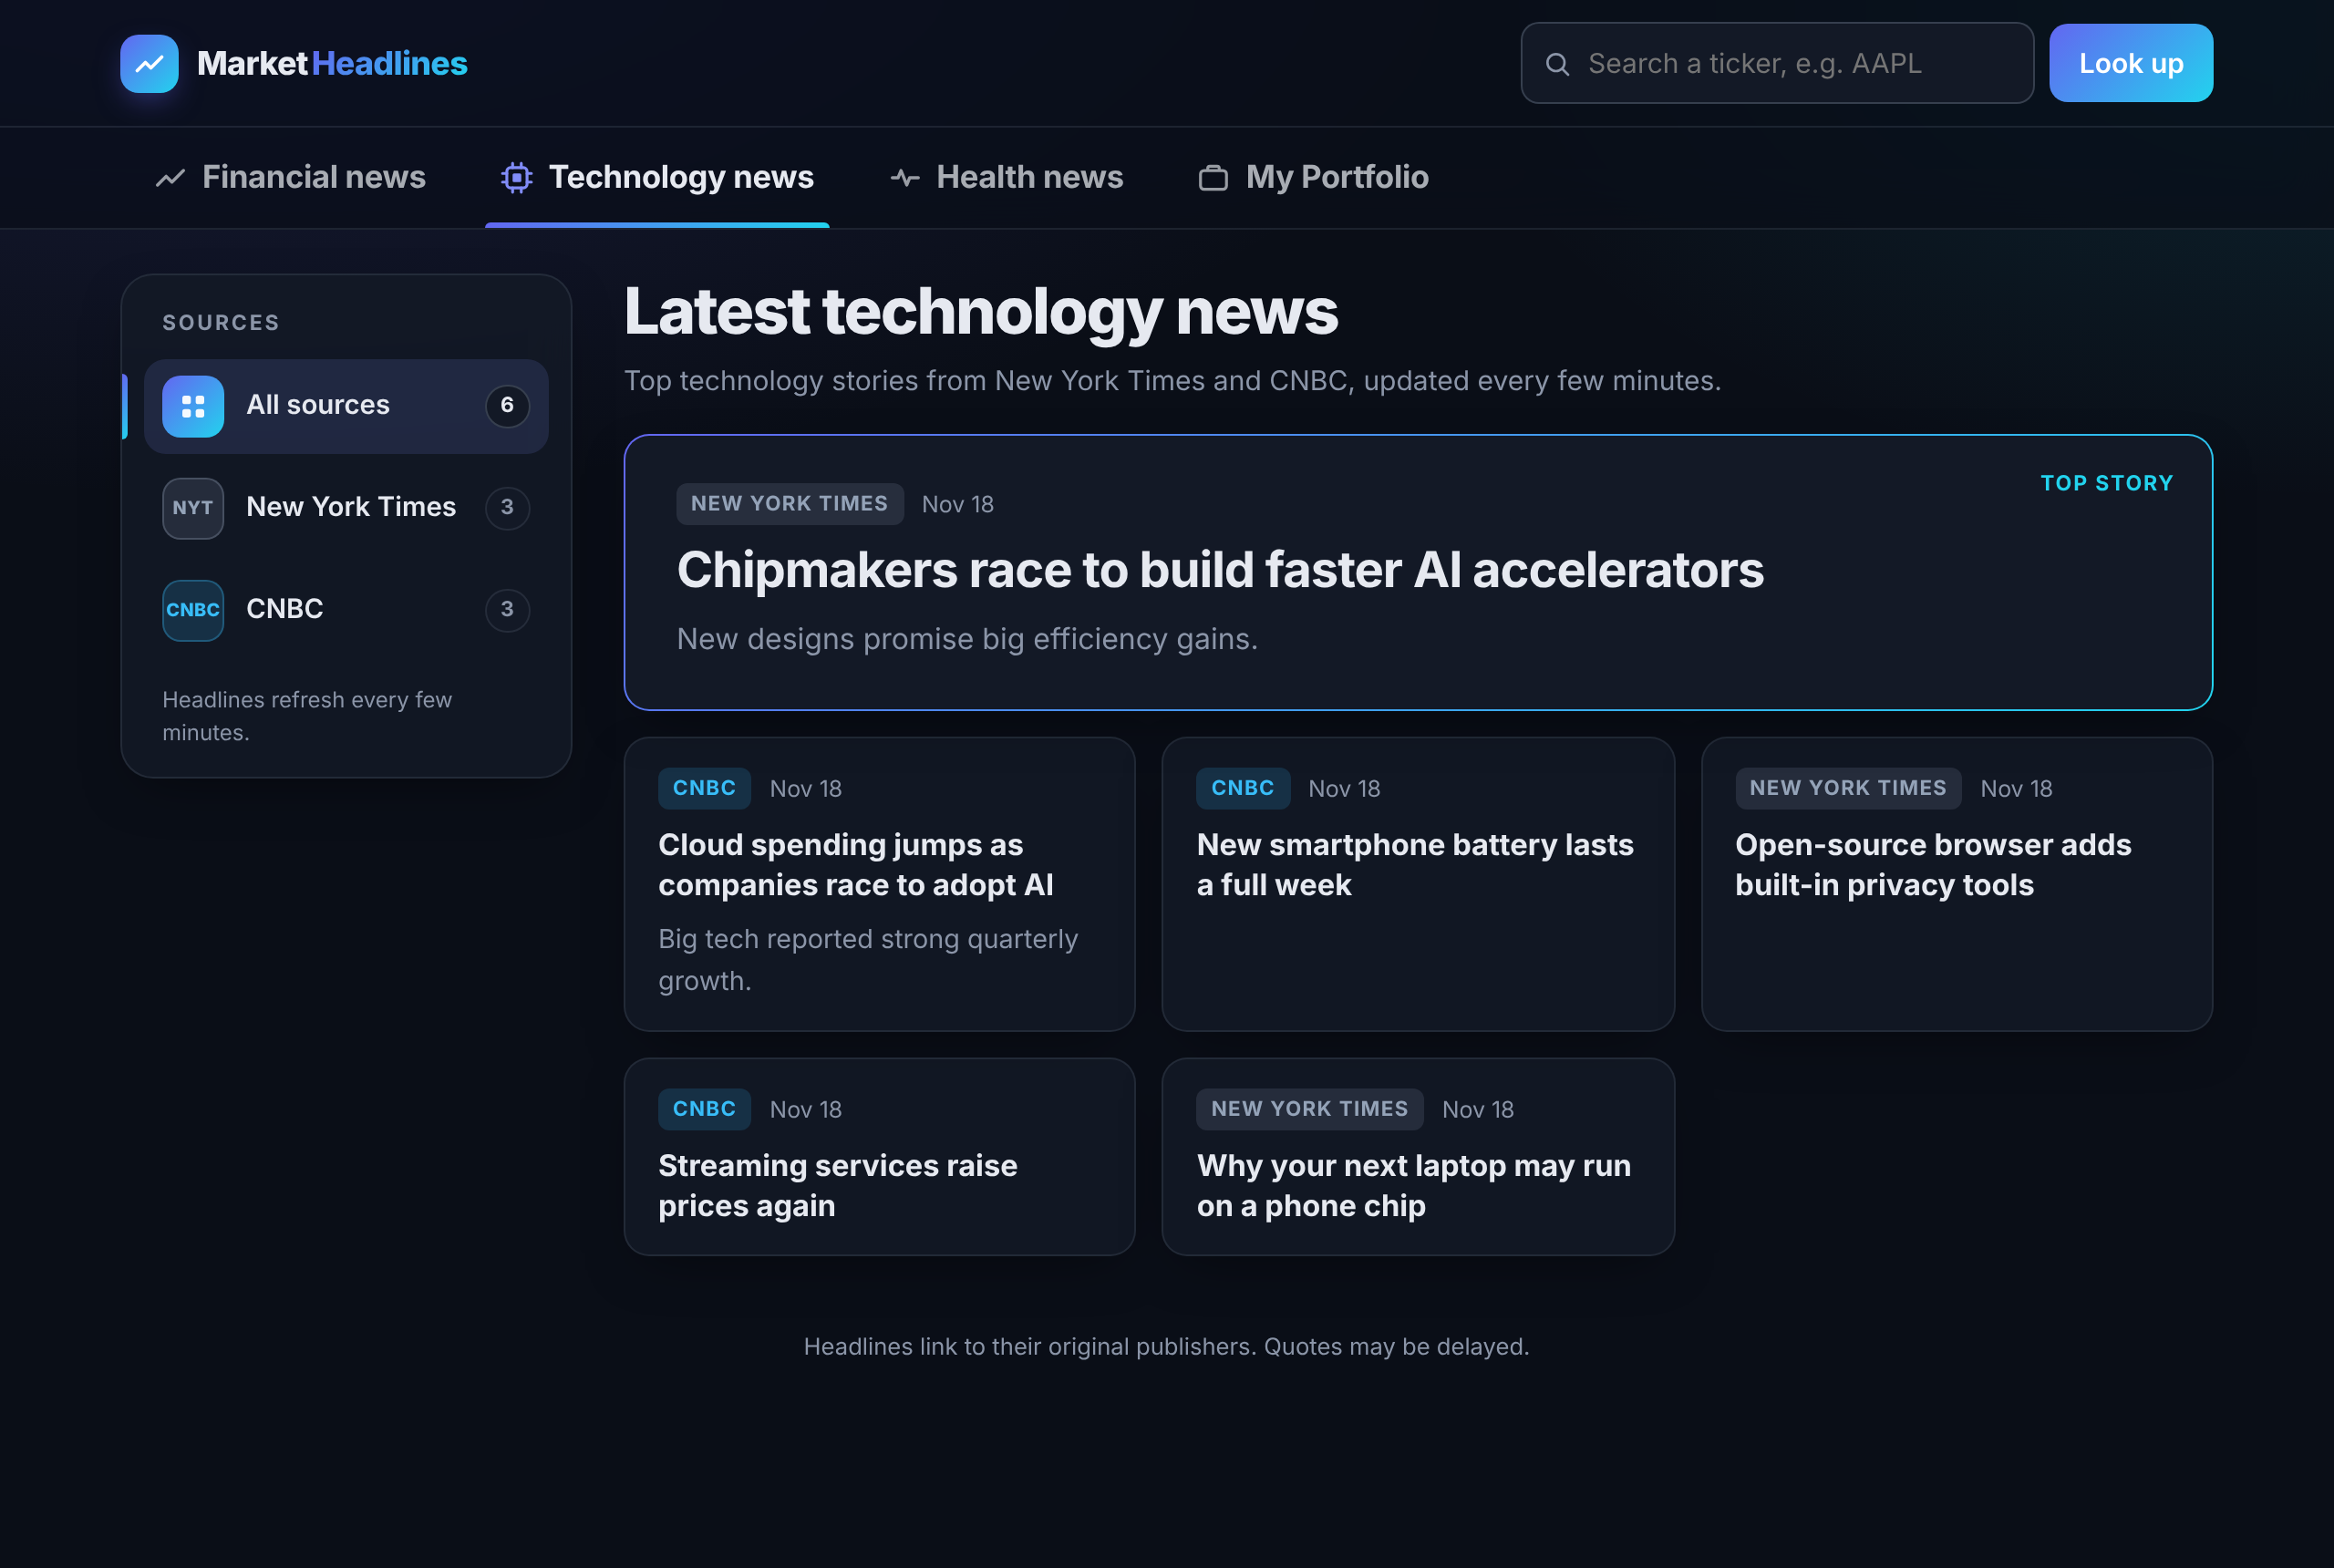 MarketHeadlines
Search a ticker, e.g. AAPL
Look up
Financial news
Technology news
Health news
My Portfolio
SOURCES
All sources
6
NYT
New York Times
3
CNBC
CNBC
3
Headlines refresh every few
minutes.
Latest technology news
Top technology stories from New York Times and CNBC, updated every few minutes.
TOP STORY
NEW YORK TIMES
Nov 18
Chipmakers race to build faster AI accelerators
New designs promise big efficiency gains.
CNBC
Nov 18
Cloud spending jumps as
companies race to adopt AI
Big tech reported strong quarterly
growth.
CNBC
Nov 18
New smartphone battery lasts
a full week
NEW YORK TIMES
Nov 18
Open-source browser adds
built-in privacy tools
CNBC
Nov 18
Streaming services raise
prices again
NEW YORK TIMES
Nov 18
Why your next laptop may run
on a phone chip
Headlines link to their original publishers. Quotes may be delayed.